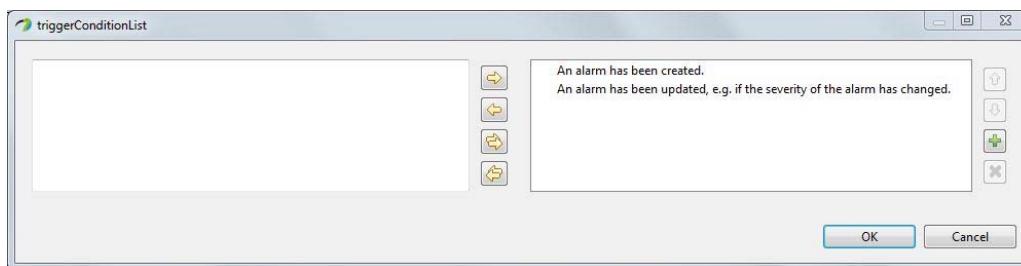 triggerConditionList
An alarm has been created.
An alarm has been updated, e.g. if the severity of the alarm has changed.
OK
Cancel